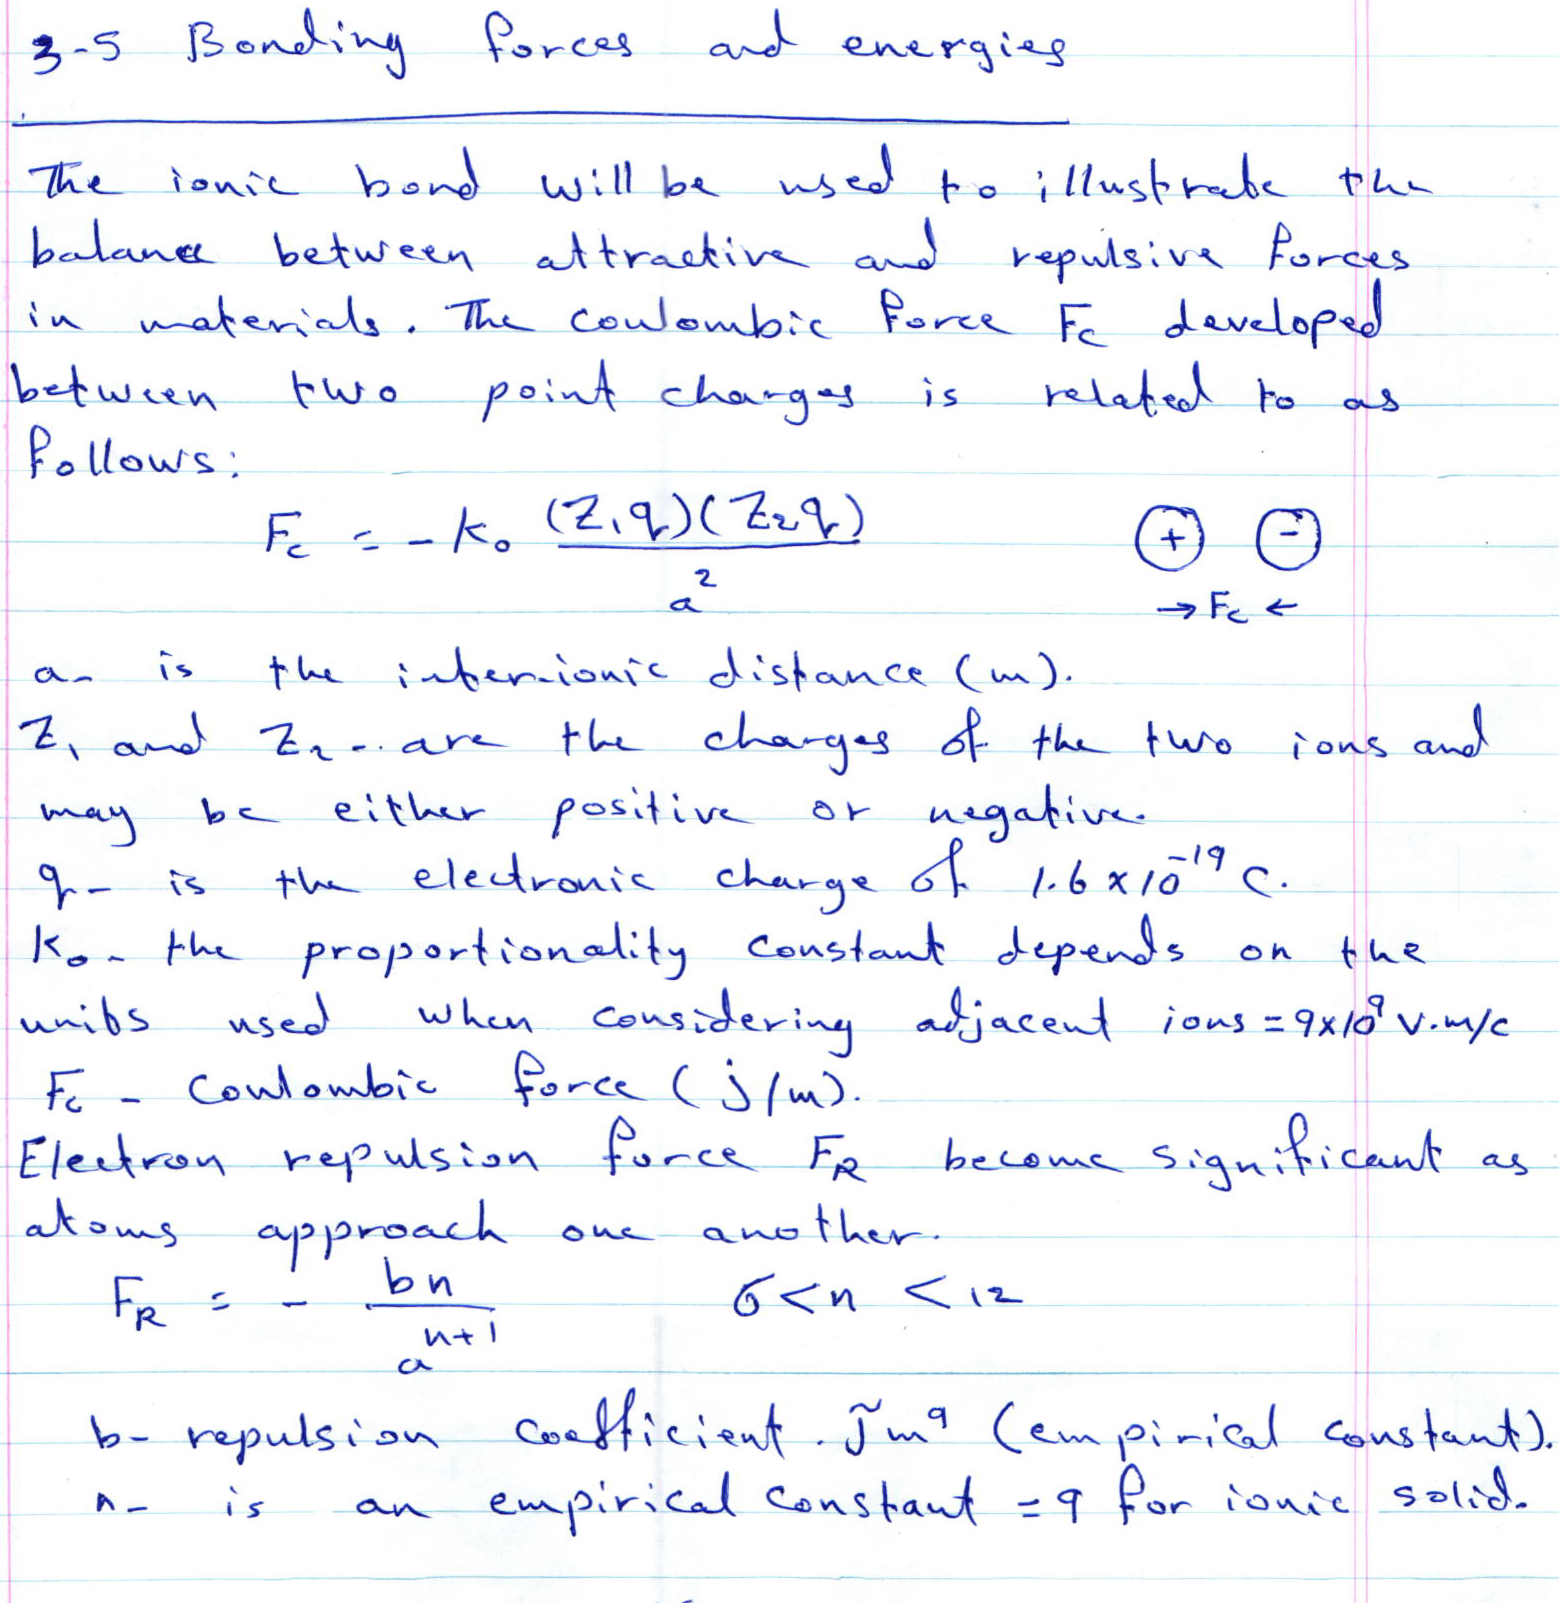 3-5 Bonding forces and energies
The ionic bond will be used to illustrate the
balance between attractive and repulsive forces
in materials. The coulombic force Fc developed
between two point charges is related to as
follows:
Fc = - K₀ (Z₁q)(Z₂q) / a²
+ -
→ Fc ←
a- is the inter-ionic distance (m).
Z₁ and Z₂ -. are the charges of the two ions and
may be either positive or negative.
q- is the electronic charge of 1.6 x 10⁻¹⁹ C.
K₀- the proportionality constant depends on the
units used when considering adjacent ions = 9x10⁹ V.m/c
Fc - Coulombic force (j/m).
Electron repulsion force FR become significant as
atoms approach one another.
FR = - bn / aⁿ⁺¹ 6<n <12
b- repulsion coefficient. J m⁹ (empirical constant).
n- is an empirical constant = 9 for ionic solid.